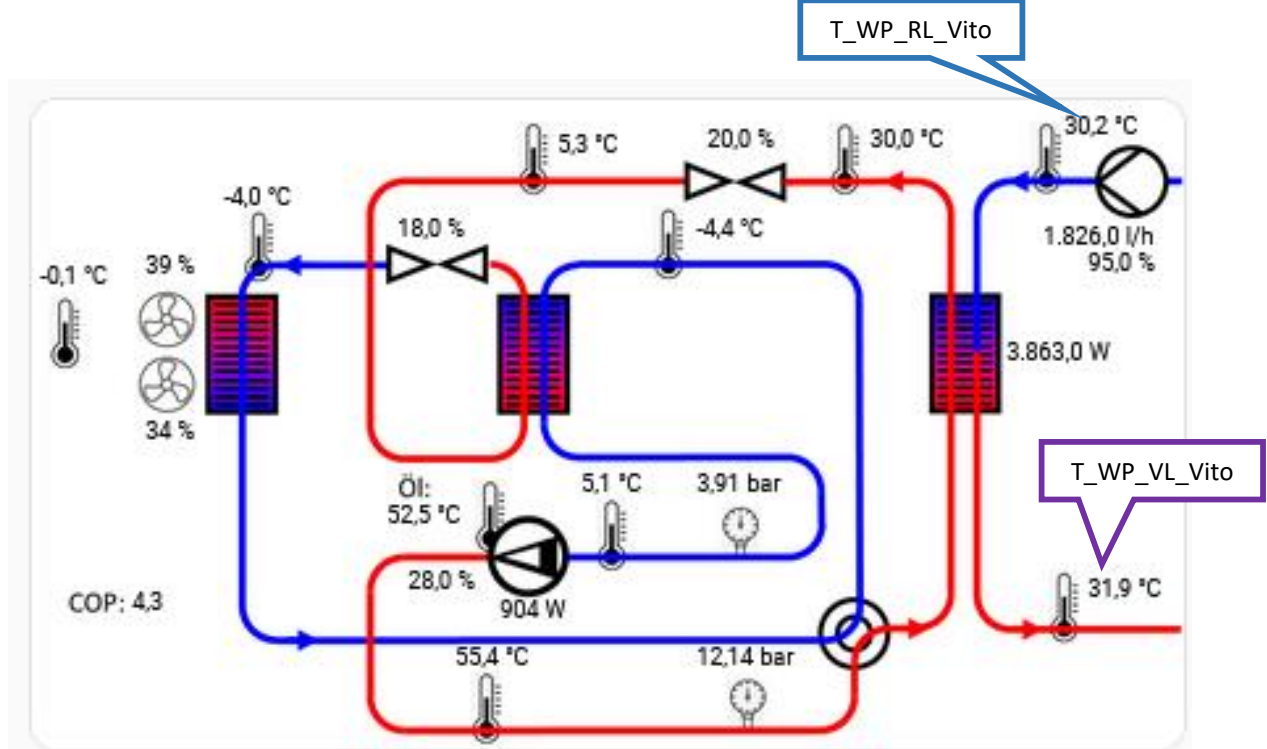 T_WP_RL_Vito
30,2 °C
5,3 °C
20,0 %
30,0 °C
-4,0 °C
18,0 %
-4,4 °C
1.826,0 l/h
95,0 %
-0,1 °C
39 %
3.863,0 W
34 %
T_WP_VL_Vito
Öl:
52,5 °C
5,1 °C
3,91 bar
28,0 %
904 W
31,9 °C
COP: 4,3
55,4 °C
12,14 bar